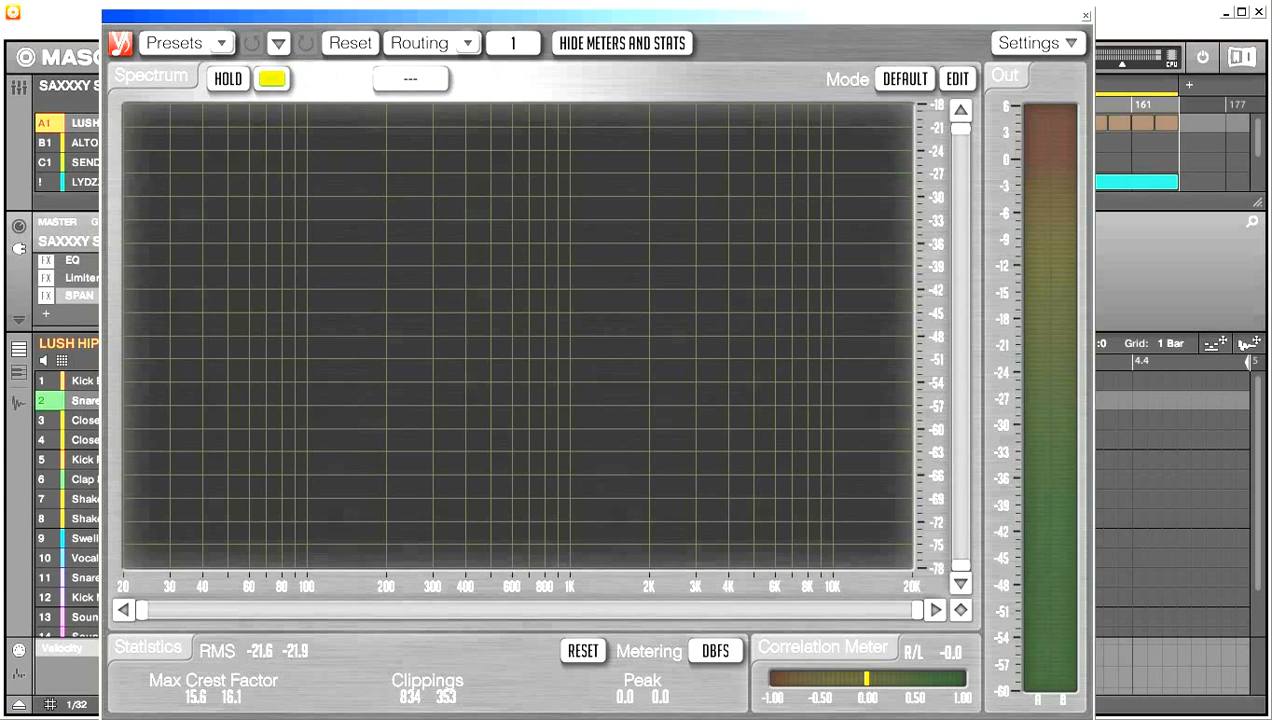 Presets
Reset
Routing
1
HIDE METERS AND STATS
Settings
Spectrum
HOLD
---
Mode
DEFAULT
EDIT
Out
-18
-21
-24
-27
-30
-33
-36
-39
-42
-45
-48
-51
-54
-57
-60
-63
-66
-69
-72
-75
-78
20 30 40 60 80 100 200 300 400 600 800 1K 2K 3K 4K 6K 8K 10K 20K
6
3
0
-3
-6
-9
-12
-15
-18
-21
-24
-27
-30
-33
-36
-39
-42
-45
-48
-51
-54
-57
-60
A B
Statistics
RMS -21.6 -21.9
RESET
Metering
DBFS
Max Crest Factor
15.6 16.1
Clippings
834 353
Peak
0.0 0.0
Correlation Meter
R/L -0.0
-1.00 -0.50 0.00 0.50 1.00
MASC
SAXXXY S
A1 LUSH
B1 ALTO
C1 SEND
! LYDZ
MASTER G
SAXXXY S
FX EQ
FX Limiter
FX SPAN
+
LUSH HIP
1 Kick
2 Snare
3 Close
4 Close
5 Kick
6 Clap
7 Shake
8 Shake
9 Swell
10 Vocal
11 Snare
12 Kick
13 Soun
14
Velocity
1/32
CPU
+
161 177
:0 Grid: 1 Bar
4.4 5